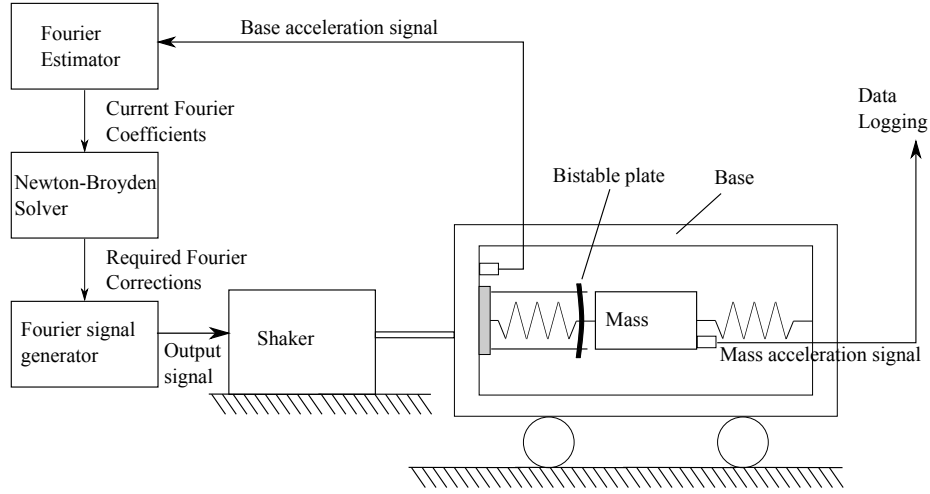 Fourier
Estimator
Base acceleration signal
Current Fourier
Coefficients
Newton-Broyden
Solver
Required Fourier
Corrections
Fourier signal
generator
Output
signal
Shaker
Bistable plate
Base
Mass
Mass acceleration signal
Data
Logging